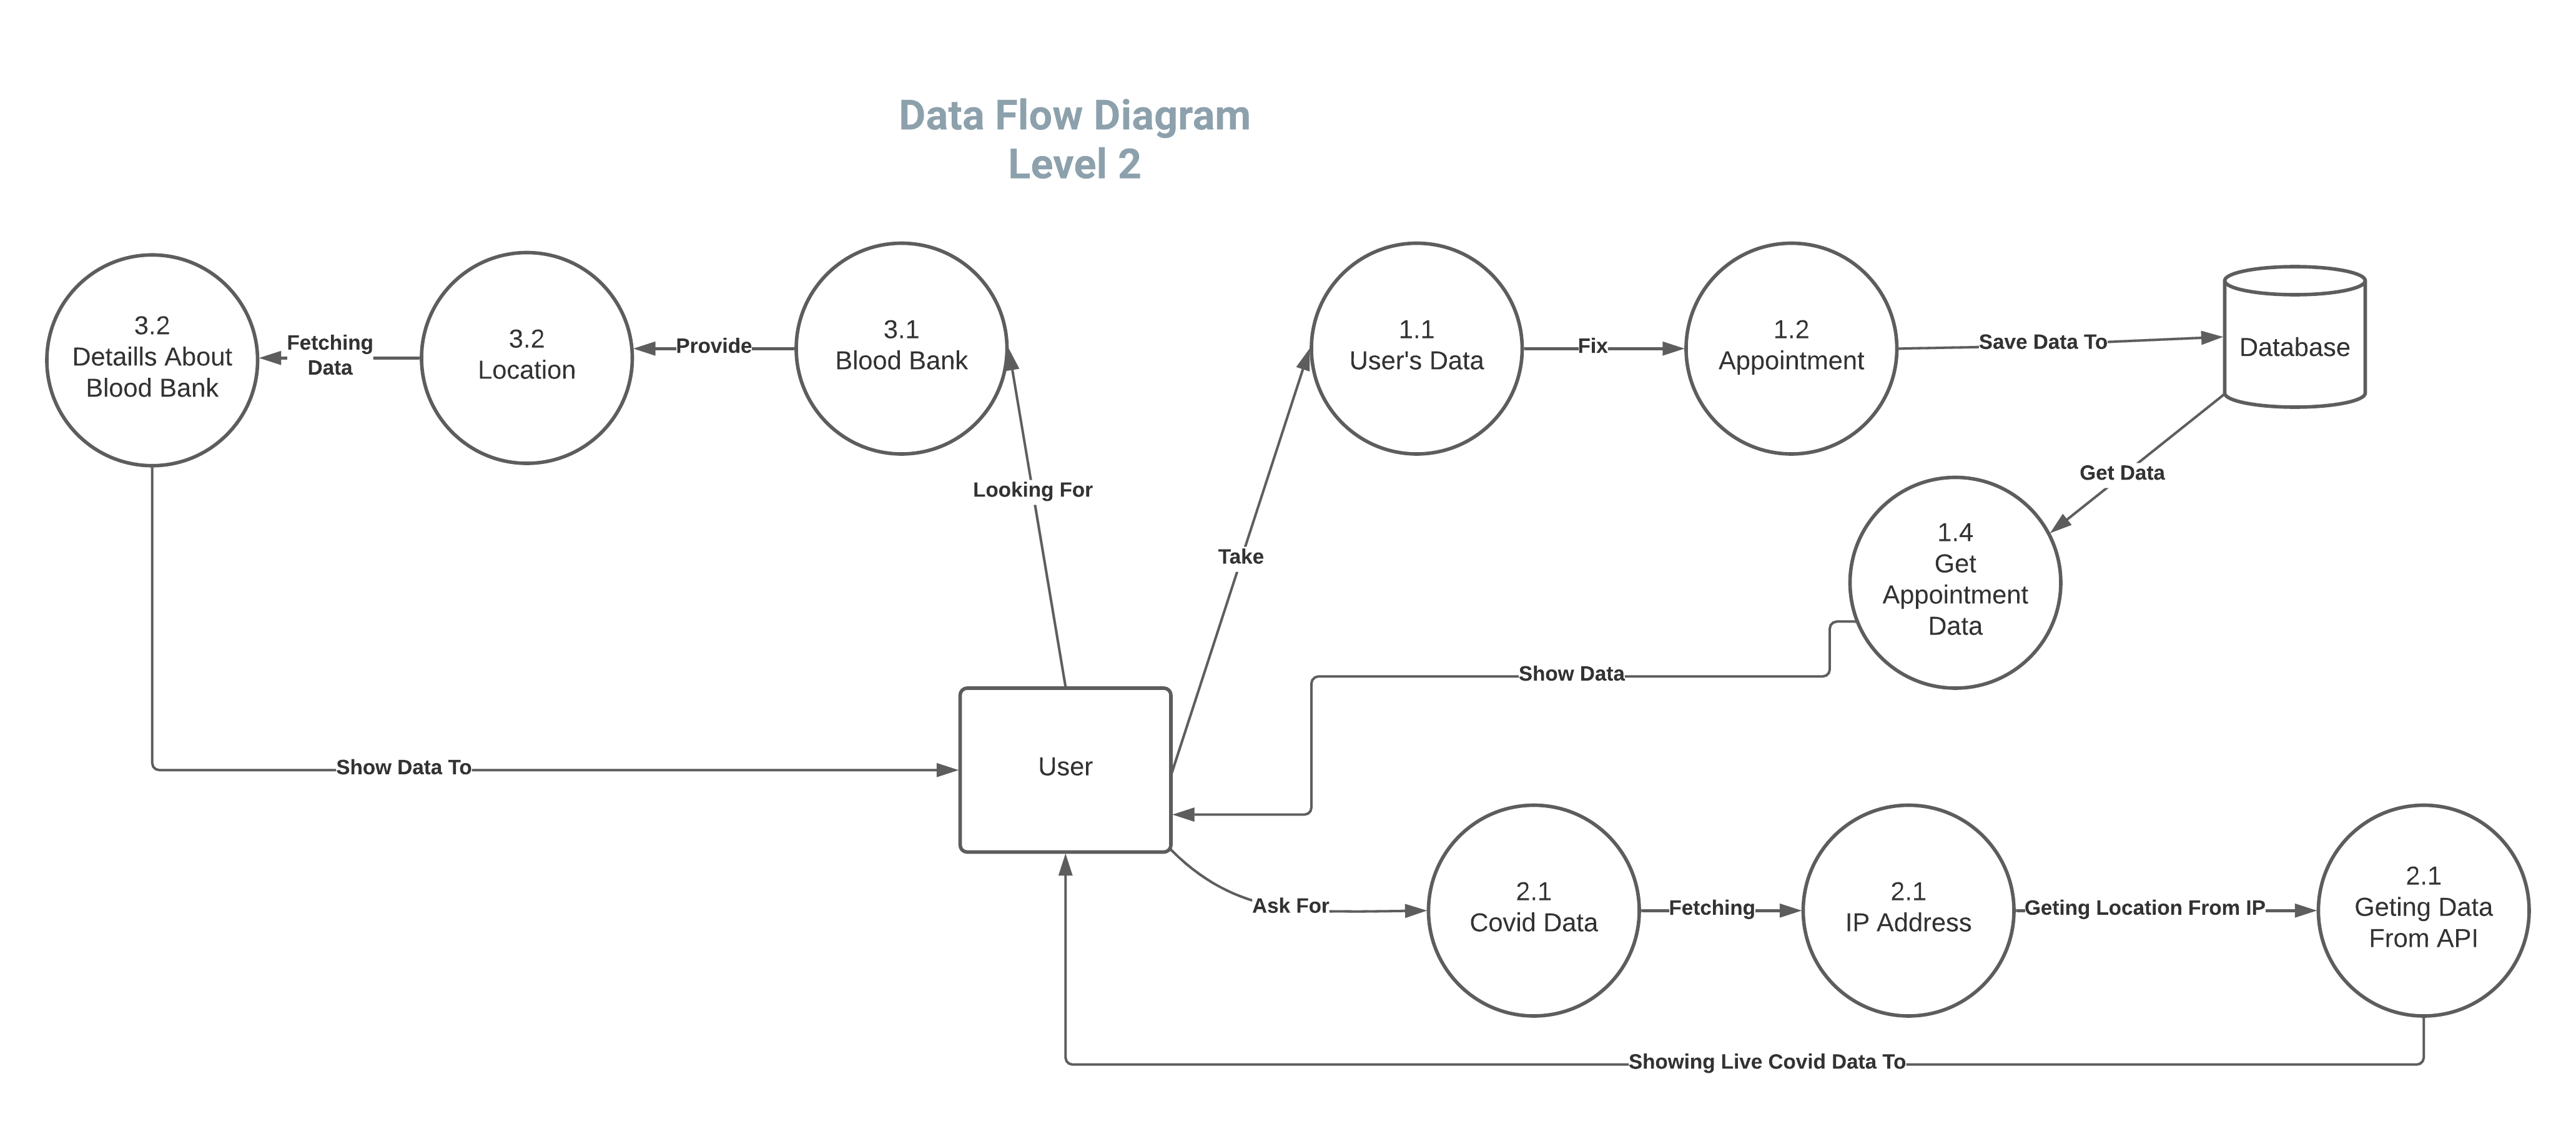 Data Flow Diagram
Level 2
3.2
Detaills About
Blood Bank
Fetching
Data
3.2
Location
Provide
3.1
Blood Bank
1.1
User's Data
Fix
1.2
Appointment
Save Data To
Database
Looking For
Get Data
Take
1.4
Get
Appointment
Data
Show Data
Show Data To
User
Ask For
2.1
Covid Data
Fetching
2.1
IP Address
Geting Location From IP
2.1
Geting Data
From API
Showing Live Covid Data To